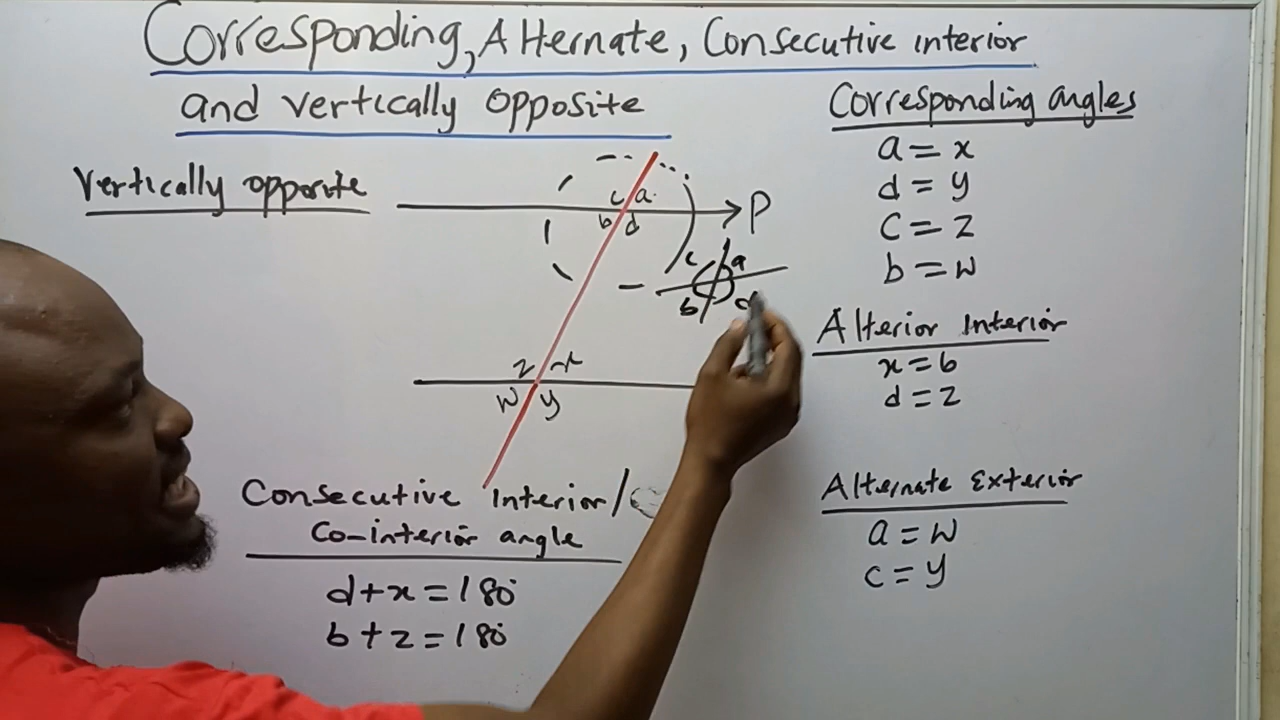 Corresponding, Alternate, Consecutive interior
and vertically opposite
Vertically opposite
c a
b d
P
c a
b d
z x
w y
Consecutive Interior/
Co-interior angle
d+x=180°
b+z=180°
Corresponding angles
a=x
d=y
c=z
b=w
Alterior Interior
x=b
d=z
Alternate Exterior
a=w
c=y